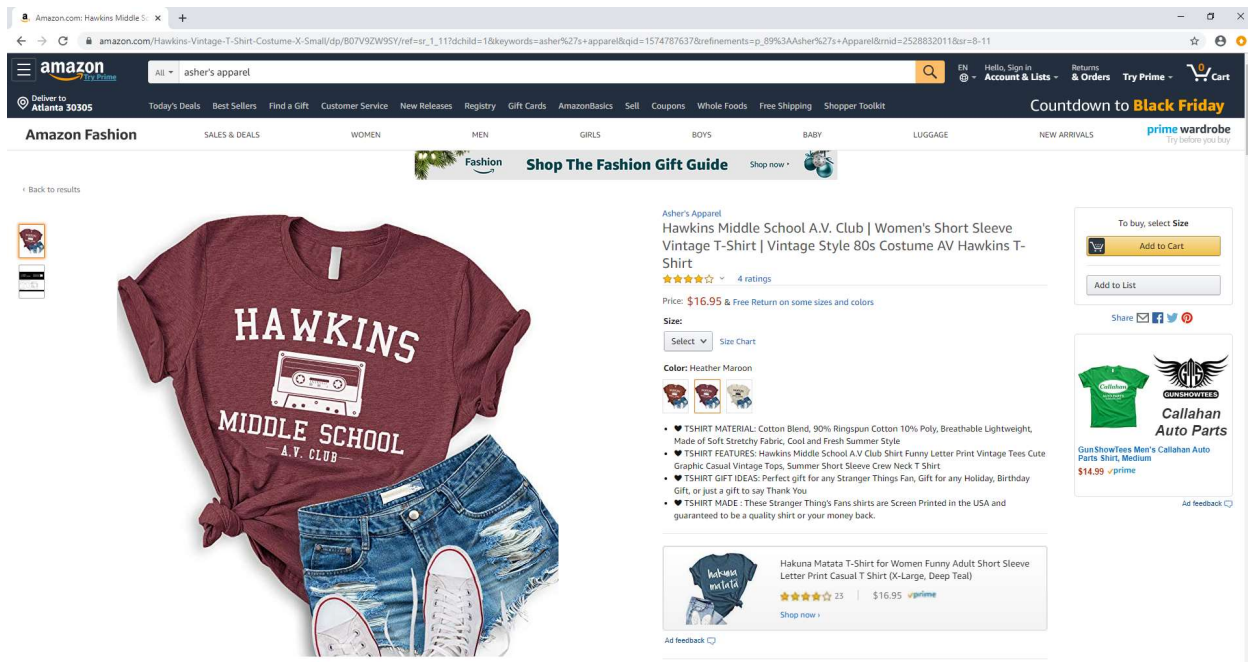 Amazon.com: Hawkins Middle Sc
amazon.com/Hawkins-Vintage-T-Shirt-Costume-X-Small/dp/B07V9ZW9SY/ref=sr_1_11?dchild=1&keywords=asher%27s+apparel&qid=1574787637&refinements=p_89%3AAsher%27s+Apparel&rnid=2528832011&sr=8-11
amazon
Try Prime
All
asher's apparel
EN
Hello, Sign in
Account & Lists
Returns
& Orders
Try Prime
0
Cart
Deliver to
Atlanta 30305
Today's Deals Best Sellers Find a Gift Customer Service New Releases Registry Gift Cards AmazonBasics Sell Coupons Whole Foods Free Shipping Shopper Toolkit
Countdown to Black Friday
Amazon Fashion SALES & DEALS WOMEN MEN GIRLS BOYS BABY LUGGAGE NEW ARRIVALS
prime wardrobe
Try before you buy
Fashion Shop The Fashion Gift Guide Shop now
‹ Back to results
HAWKINS
MIDDLE SCHOOL
A.V. CLUB
Asher's Apparel
Hawkins Middle School A.V. Club | Women's Short Sleeve
Vintage T-Shirt | Vintage Style 80s Costume AV Hawkins T-
Shirt
4 ratings
Price: $16.95 & Free Return on some sizes and colors
Size:
Select Size Chart
Color: Heather Maroon
• ♥ TSHIRT MATERIAL: Cotton Blend, 90% Ringspun Cotton 10% Poly, Breathable Lightweight,
Made of Soft Stretchy Fabric, Cool and Fresh Summer Style
• ♥ TSHIRT FEATURES: Hawkins Middle School A.V Club Shirt Funny Letter Print Vintage Tees Cute
Graphic Casual Vintage Tops, Summer Short Sleeve Crew Neck T Shirt
• ♥ TSHIRT GIFT IDEAS: Perfect gift for any Stranger Things Fan, Gift for any Holiday, Birthday
Gift, or just a gift to say Thank You
• ♥ TSHIRT MADE : These Stranger Thing's Fans shirts are Screen Printed in the USA and
guaranteed to be a quality shirt or your money back.
hakuna
matata
Hakuna Matata T-Shirt for Women Funny Adult Short Sleeve
Letter Print Casual T Shirt (X-Large, Deep Teal)
23 | $16.95 prime
Shop now ›
Ad feedback
To buy, select Size
Add to Cart
Add to List
Share
Callahan
GUNSHOWTEES
Callahan
Auto Parts
GunShowTees Men's Callahan Auto
Parts Shirt, Medium
$14.99 prime
Ad feedback